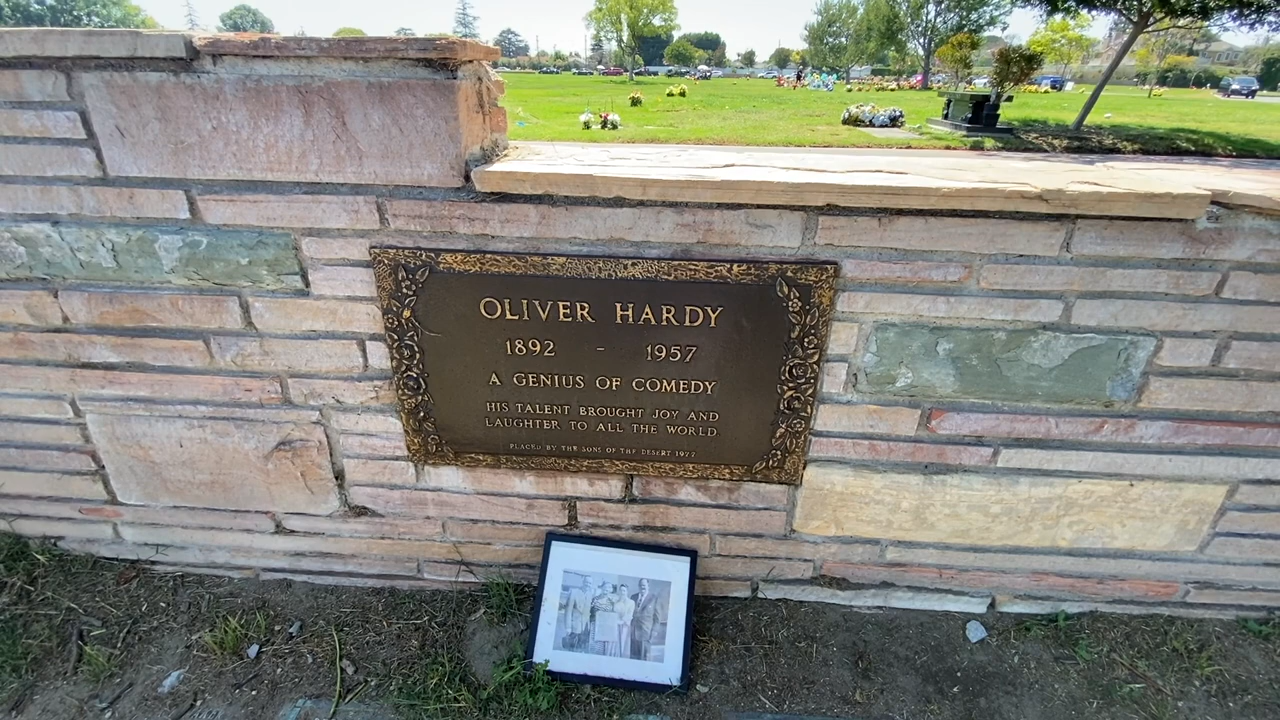 OLIVER HARDY
1892 - 1957
A GENIUS OF COMEDY
HIS TALENT BROUGHT JOY AND
LAUGHTER TO ALL THE WORLD.
PLACED BY THE SONS OF THE DESERT 1977